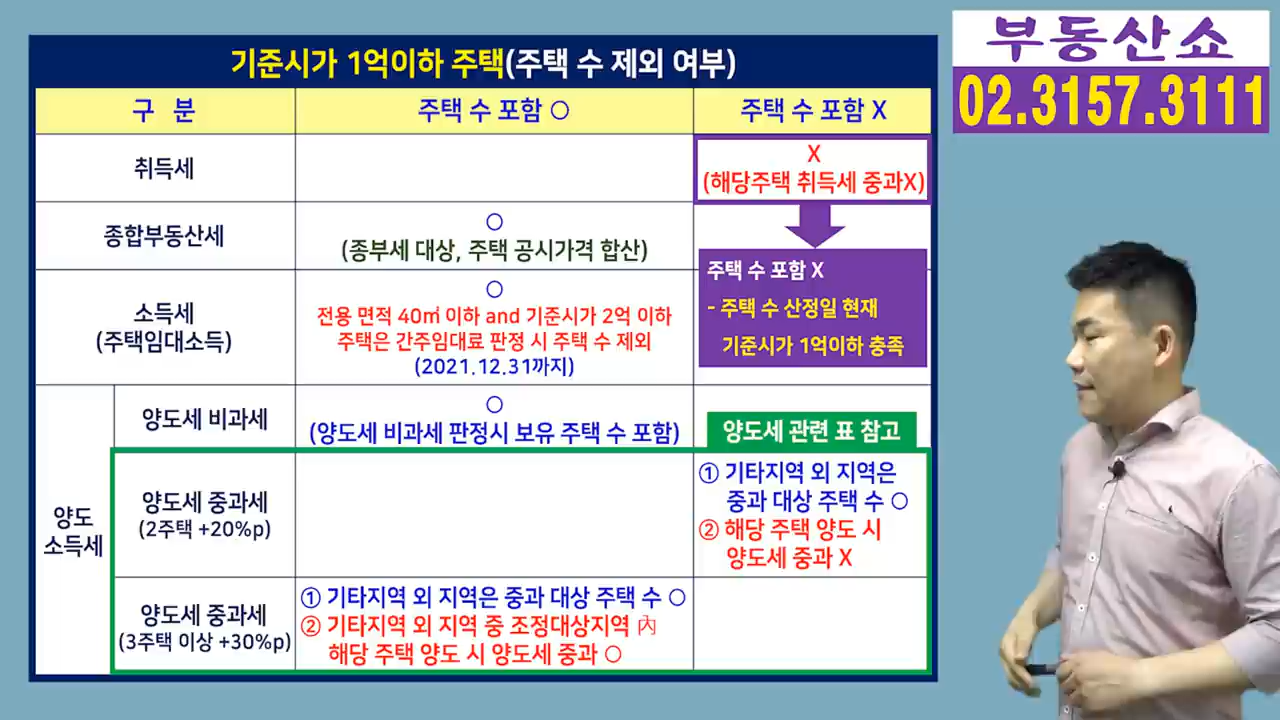 부동산쇼
02.3157.3111
기준시가 1억이하 주택(주택 수 제외 여부)
구 분
주택 수 포함 ○
주택 수 포함 X
취득세
X
(해당주택 취득세 중과X)
종합부동산세
○
(종부세 대상, 주택 공시가격 합산)
주택 수 포함 X
- 주택 수 산정일 현재
기준시가 1억이하 충족
소득세
(주택임대소득)
○
전용 면적 40㎡ 이하 and 기준시가 2억 이하
주택은 간주임대료 판정 시 주택 수 제외
(2021.12.31까지)
양도
소득세
양도세 비과세
○
(양도세 비과세 판정시 보유 주택 수 포함)
양도세 관련 표 참고
양도세 중과세
(2주택 +20%p)
① 기타지역 외 지역은
중과 대상 주택 수 ○
② 해당 주택 양도 시
양도세 중과 X
양도세 중과세
(3주택 이상 +30%p)
① 기타지역 외 지역은 중과 대상 주택 수 ○
② 기타지역 외 지역 중 조정대상지역 內
해당 주택 양도 시 양도세 중과 ○